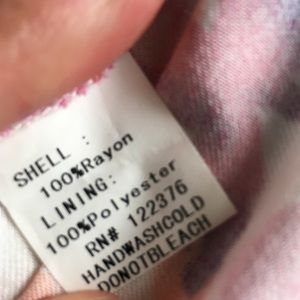 SHELL :
100%Rayon
LINING:
100%Polyester
RN# 122376
HANDWASHCOLD
DONOTBLEACH